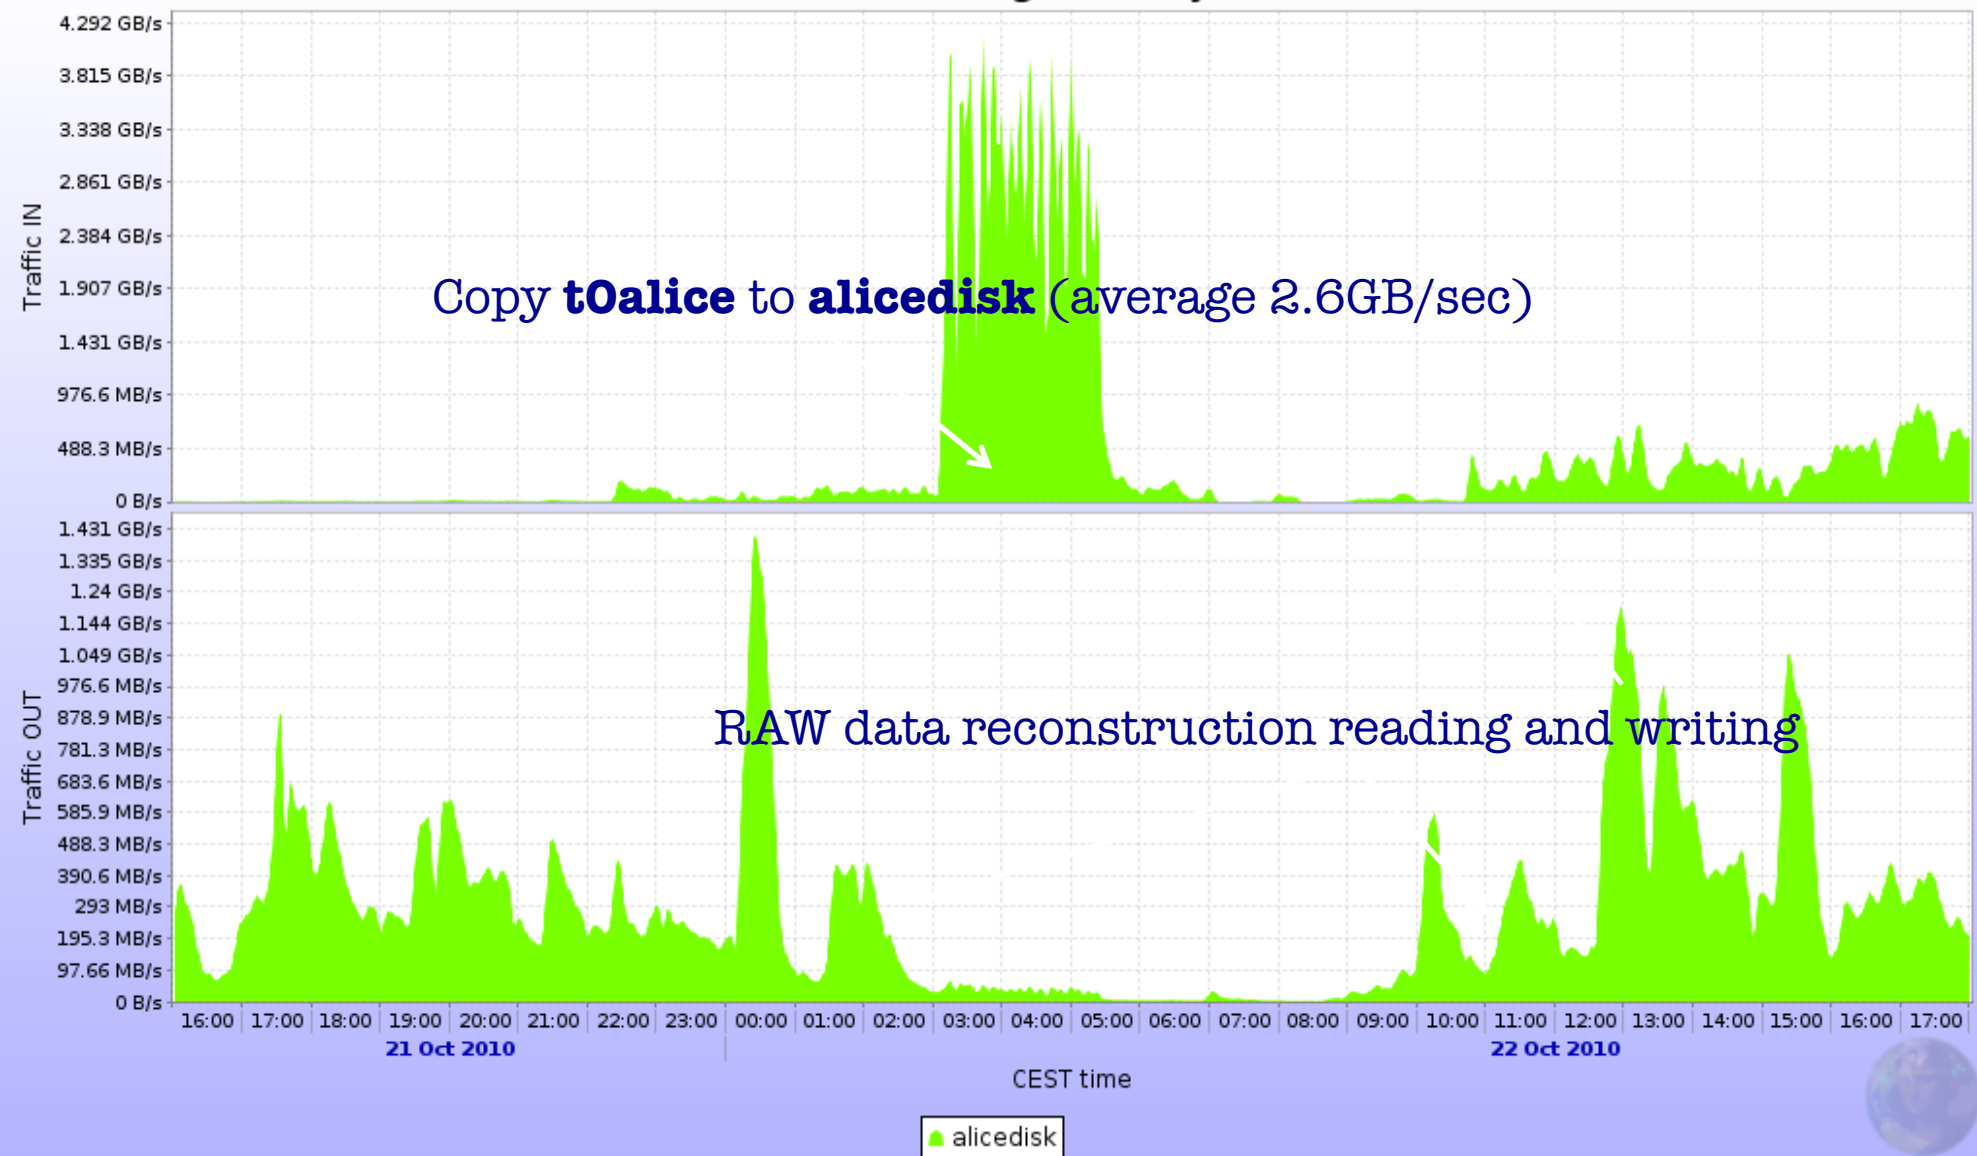 4.292 GB/s
3.815 GB/s
3.338 GB/s
2.861 GB/s
2.384 GB/s
1.907 GB/s
1.431 GB/s
976.6 MB/s
488.3 MB/s
0 B/s
Traffic IN
Copy t0alice to alicedisk (average 2.6GB/sec)
1.431 GB/s
1.335 GB/s
1.24 GB/s
1.144 GB/s
1.049 GB/s
976.6 MB/s
878.9 MB/s
781.3 MB/s
683.6 MB/s
585.9 MB/s
488.3 MB/s
390.6 MB/s
293 MB/s
195.3 MB/s
97.66 MB/s
0 B/s
Traffic OUT
RAW data reconstruction reading and writing
16:00 17:00 18:00 19:00 20:00 21:00 22:00 23:00 00:00 01:00 02:00 03:00 04:00 05:00 06:00 07:00 08:00 09:00 10:00 11:00 12:00 13:00 14:00 15:00 16:00 17:00
21 Oct 2010 22 Oct 2010
CEST time
alicedisk